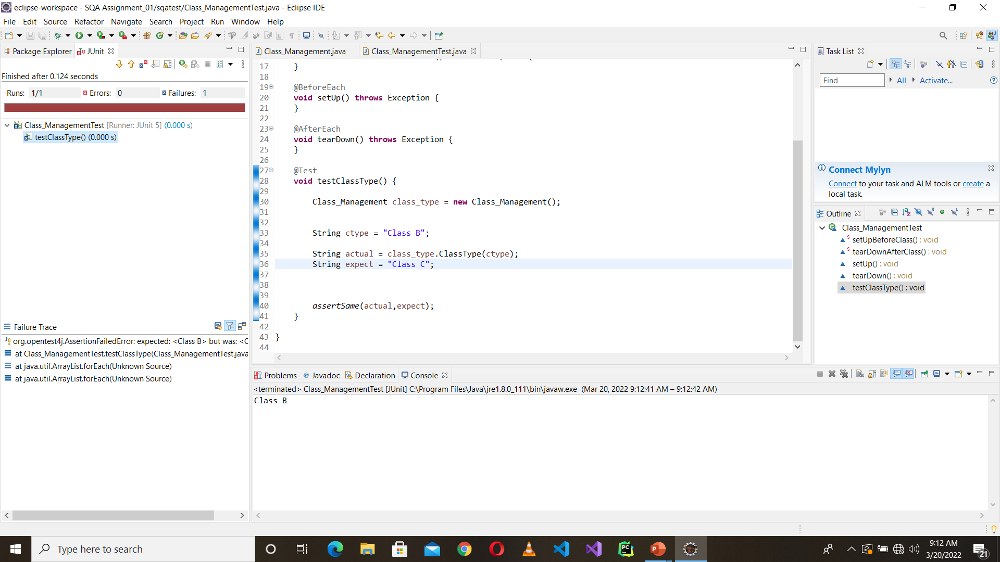 eclipse-workspace - SQA Assignment_01/sqatest/Class_ManagementTest.java - Eclipse IDE
File Edit Source Refactor Navigate Search Project Run Window Help
Package Explorer JUnit
Finished after 0.124 seconds
Runs: 1/1 Errors: 0 Failures: 1
Class_ManagementTest [Runner: JUnit 5] (0.000 s)
testClassType() (0.000 s)
Failure Trace
org.opentest4j.AssertionFailedError: expected: <Class B> but was: <C
at Class_ManagementTest.testClassType(Class_ManagementTest.java
at java.util.ArrayList.forEach(Unknown Source)
at java.util.ArrayList.forEach(Unknown Source)
Class_Management.java Class_ManagementTest.java
17 }
18
19 @BeforeEach
20 void setUp() throws Exception {
21 }
22
23 @AfterEach
24 void tearDown() throws Exception {
25 }
26
27 @Test
28 void testClassType() {
29
30 Class_Management class_type = new Class_Management();
31
32
33 String ctype = "Class B";
34
35 String actual = class_type.ClassType(ctype);
36 String expect = "Class C";
37
38
39
40 assertSame(actual,expect);
41 }
42
43 }
44
Problems @ Javadoc Declaration Console
<terminated> Class_ManagementTest [JUnit] C:\Program Files\Java\jre1.8.0_111\bin\javaw.exe (Mar 20, 2022 9:12:41 AM – 9:12:42 AM)
Class B
Task List
Find All Activate...
Connect Mylyn
Connect to your task and ALM tools or create a
local task.
Outline
Class_ManagementTest
setUpBeforeClass() : void
tearDownAfterClass() : void
setUp() : void
tearDown() : void
testClassType() : void
Type here to search
9:12 AM
3/20/2022
21